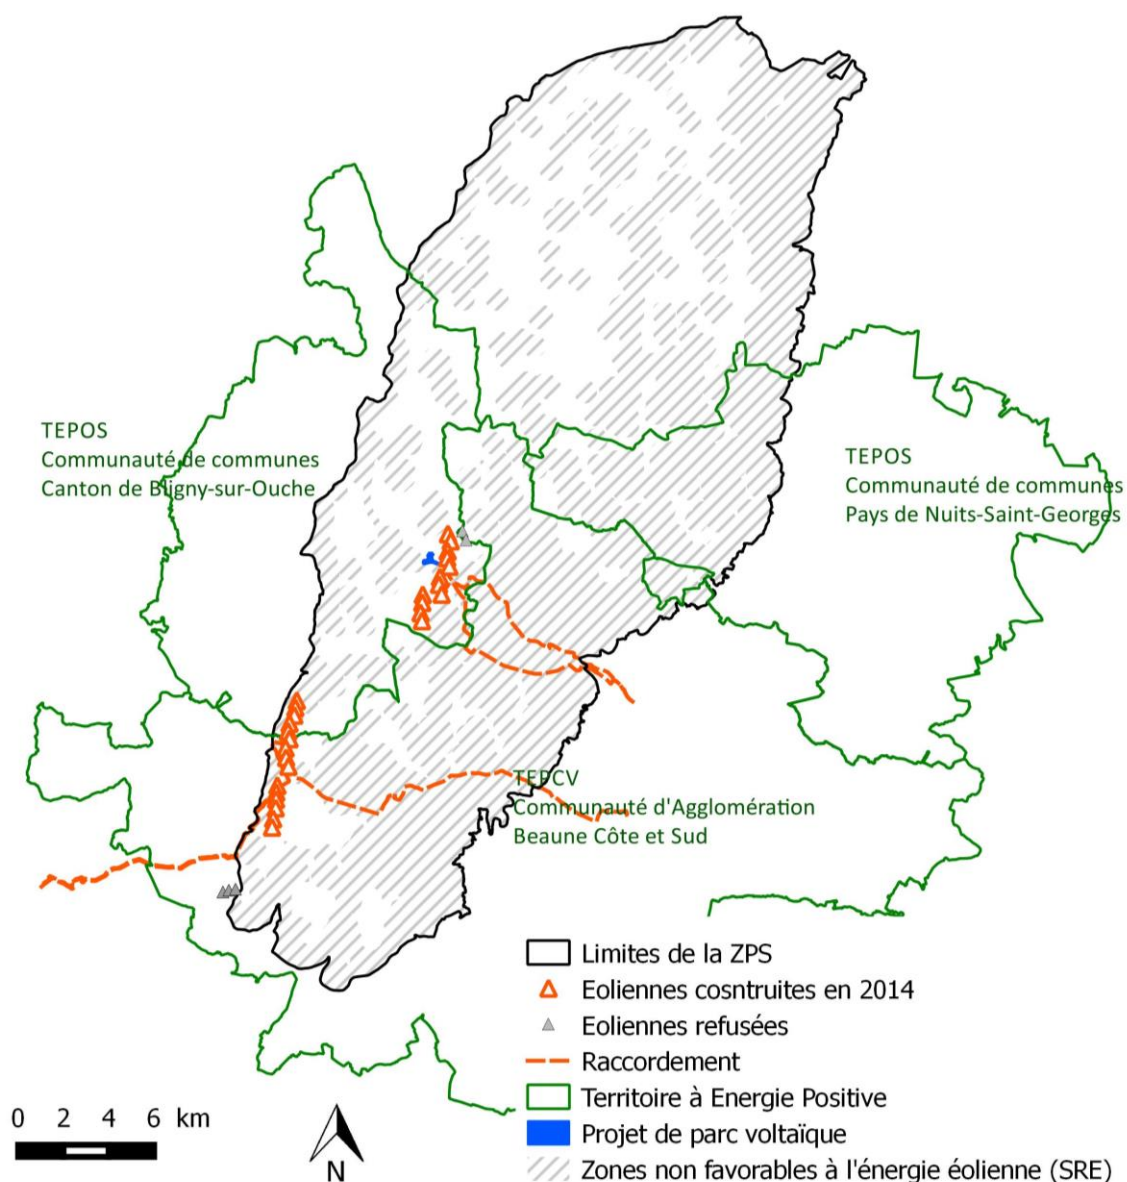 TEPOS
Communauté de communes
Canton de Bligny-sur-Ouche
TEPOS
Communauté de communes
Pays de Nuits-Saint-Georges
TEPCV
Communauté d'Agglomération
Beaune Côte et Sud
Limites de la ZPS
Eoliennes cosntruites en 2014
Eoliennes refusées
Raccordement
Territoire à Energie Positive
Projet de parc voltaïque
Zones non favorables à l'énergie éolienne (SRE)
0 2 4 6 km
N